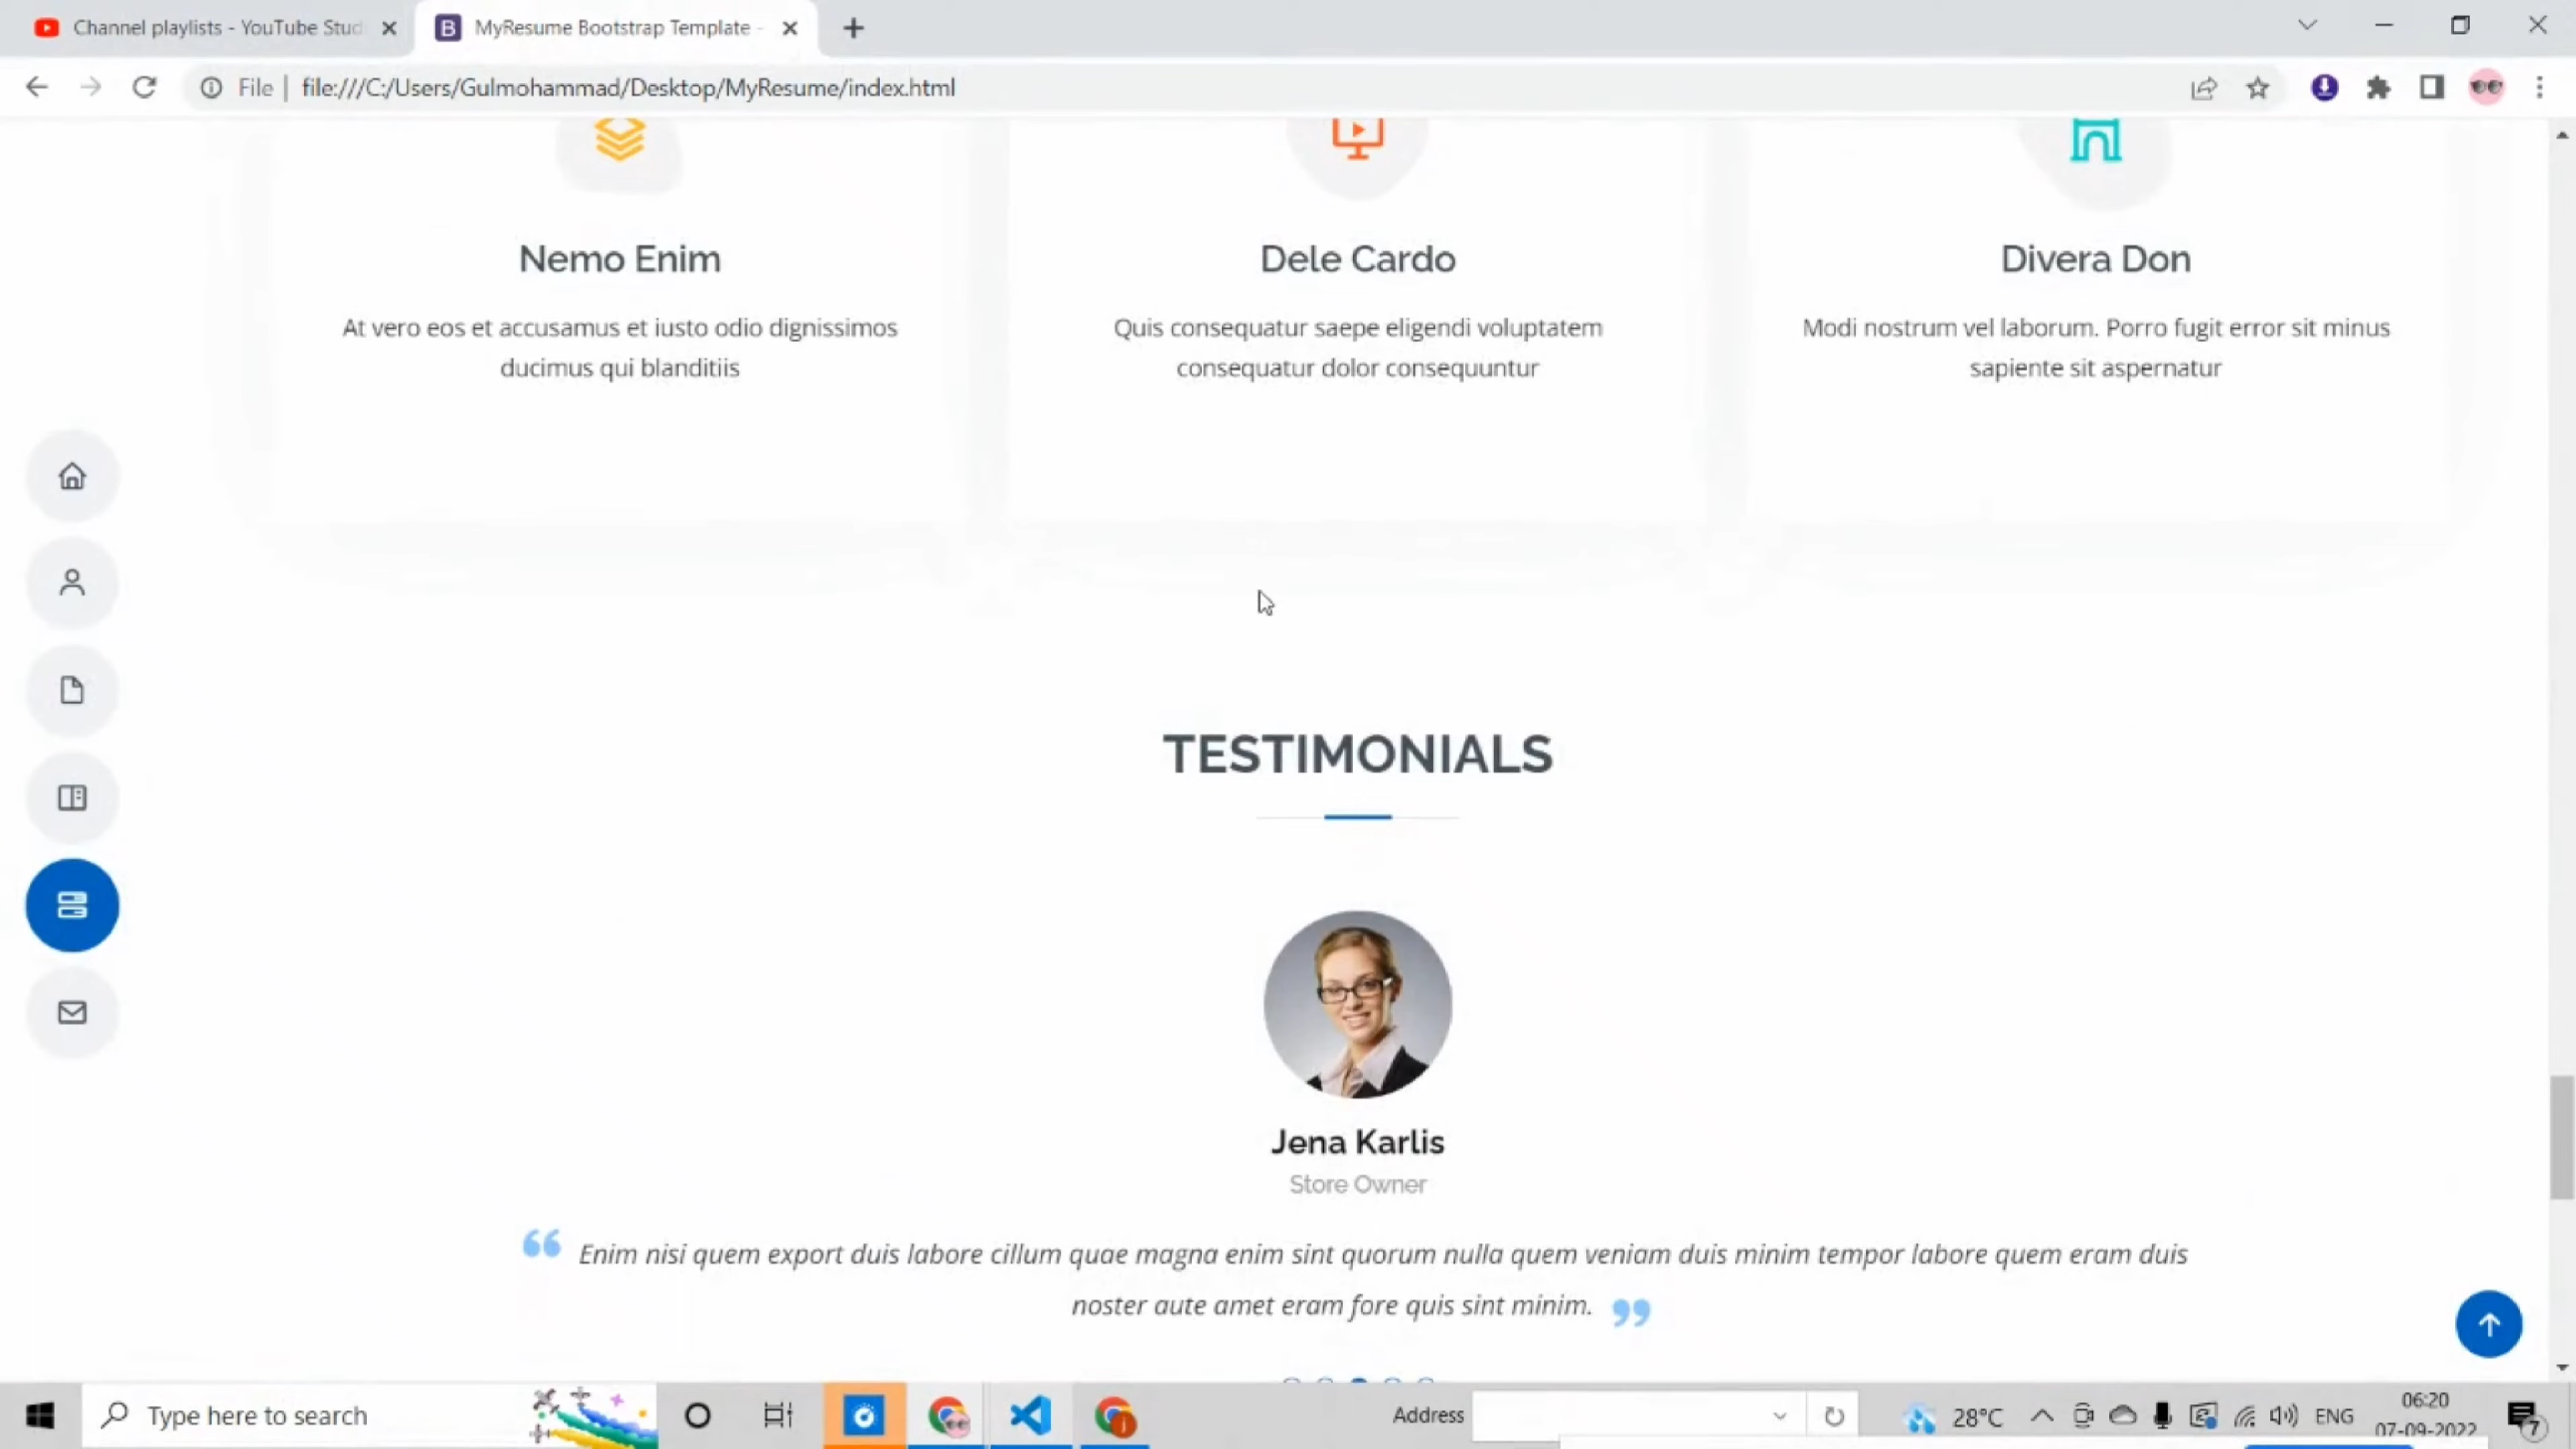 Channel playlists - YouTube Stud
MyResume Bootstrap Template -
File | file:///C:/Users/Gulmohammad/Desktop/MyResume/index.html
Nemo Enim
At vero eos et accusamus et iusto odio dignissimos
ducimus qui blanditiis
Dele Cardo
Quis consequatur saepe eligendi voluptatem
consequatur dolor consequuntur
Divera Don
Modi nostrum vel laborum. Porro fugit error sit minus
sapiente sit aspernatur
TESTIMONIALS
Jena Karlis
Store Owner
“ Enim nisi quem export duis labore cillum quae magna enim sint quorum nulla quem veniam duis minim tempor labore quem eram duis
noster aute amet eram fore quis sint minim. ”
Type here to search
Address
28°C
ENG
06:20
07-09-2022
7